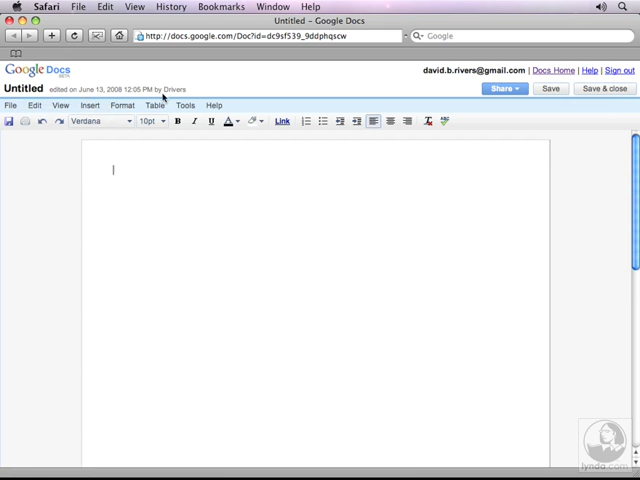 Safari File Edit View History Bookmarks Window Help
Untitled – Google Docs
http://docs.google.com/Doc?id=dc9sf539_9ddphqscw Google
Google Docs BETA david.b.rivers@gmail.com | Docs Home | Help | Sign out
Untitled edited on June 13, 2008 12:05 PM by Drivers Share Save Save & close
File Edit View Insert Format Table Tools Help
Verdana 10pt B I U A Link
lynda.com